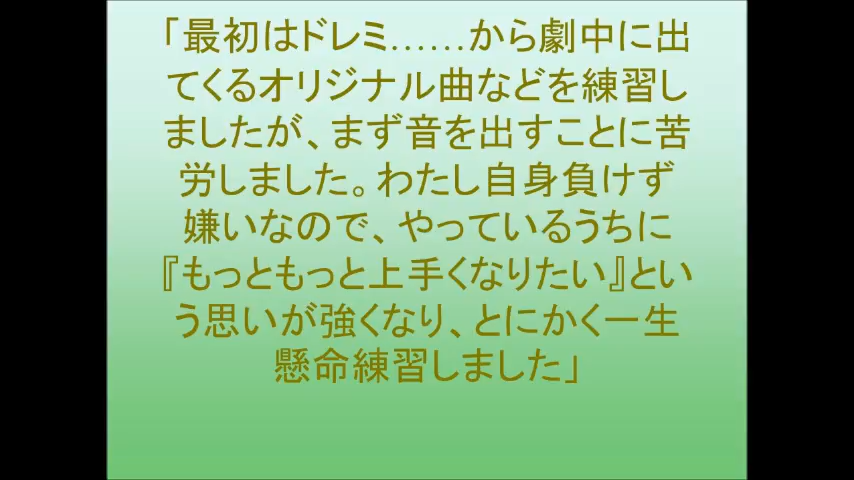 「最初はドレミ……から劇中に出
てくるオリジナル曲などを練習し
ましたが、まず音を出すことに苦
労しました。わたし自身負けず
嫌いなので、やっているうちに
『もっともっと上手くなりたい』とい
う思いが強くなり、とにかく一生
懸命練習しました」